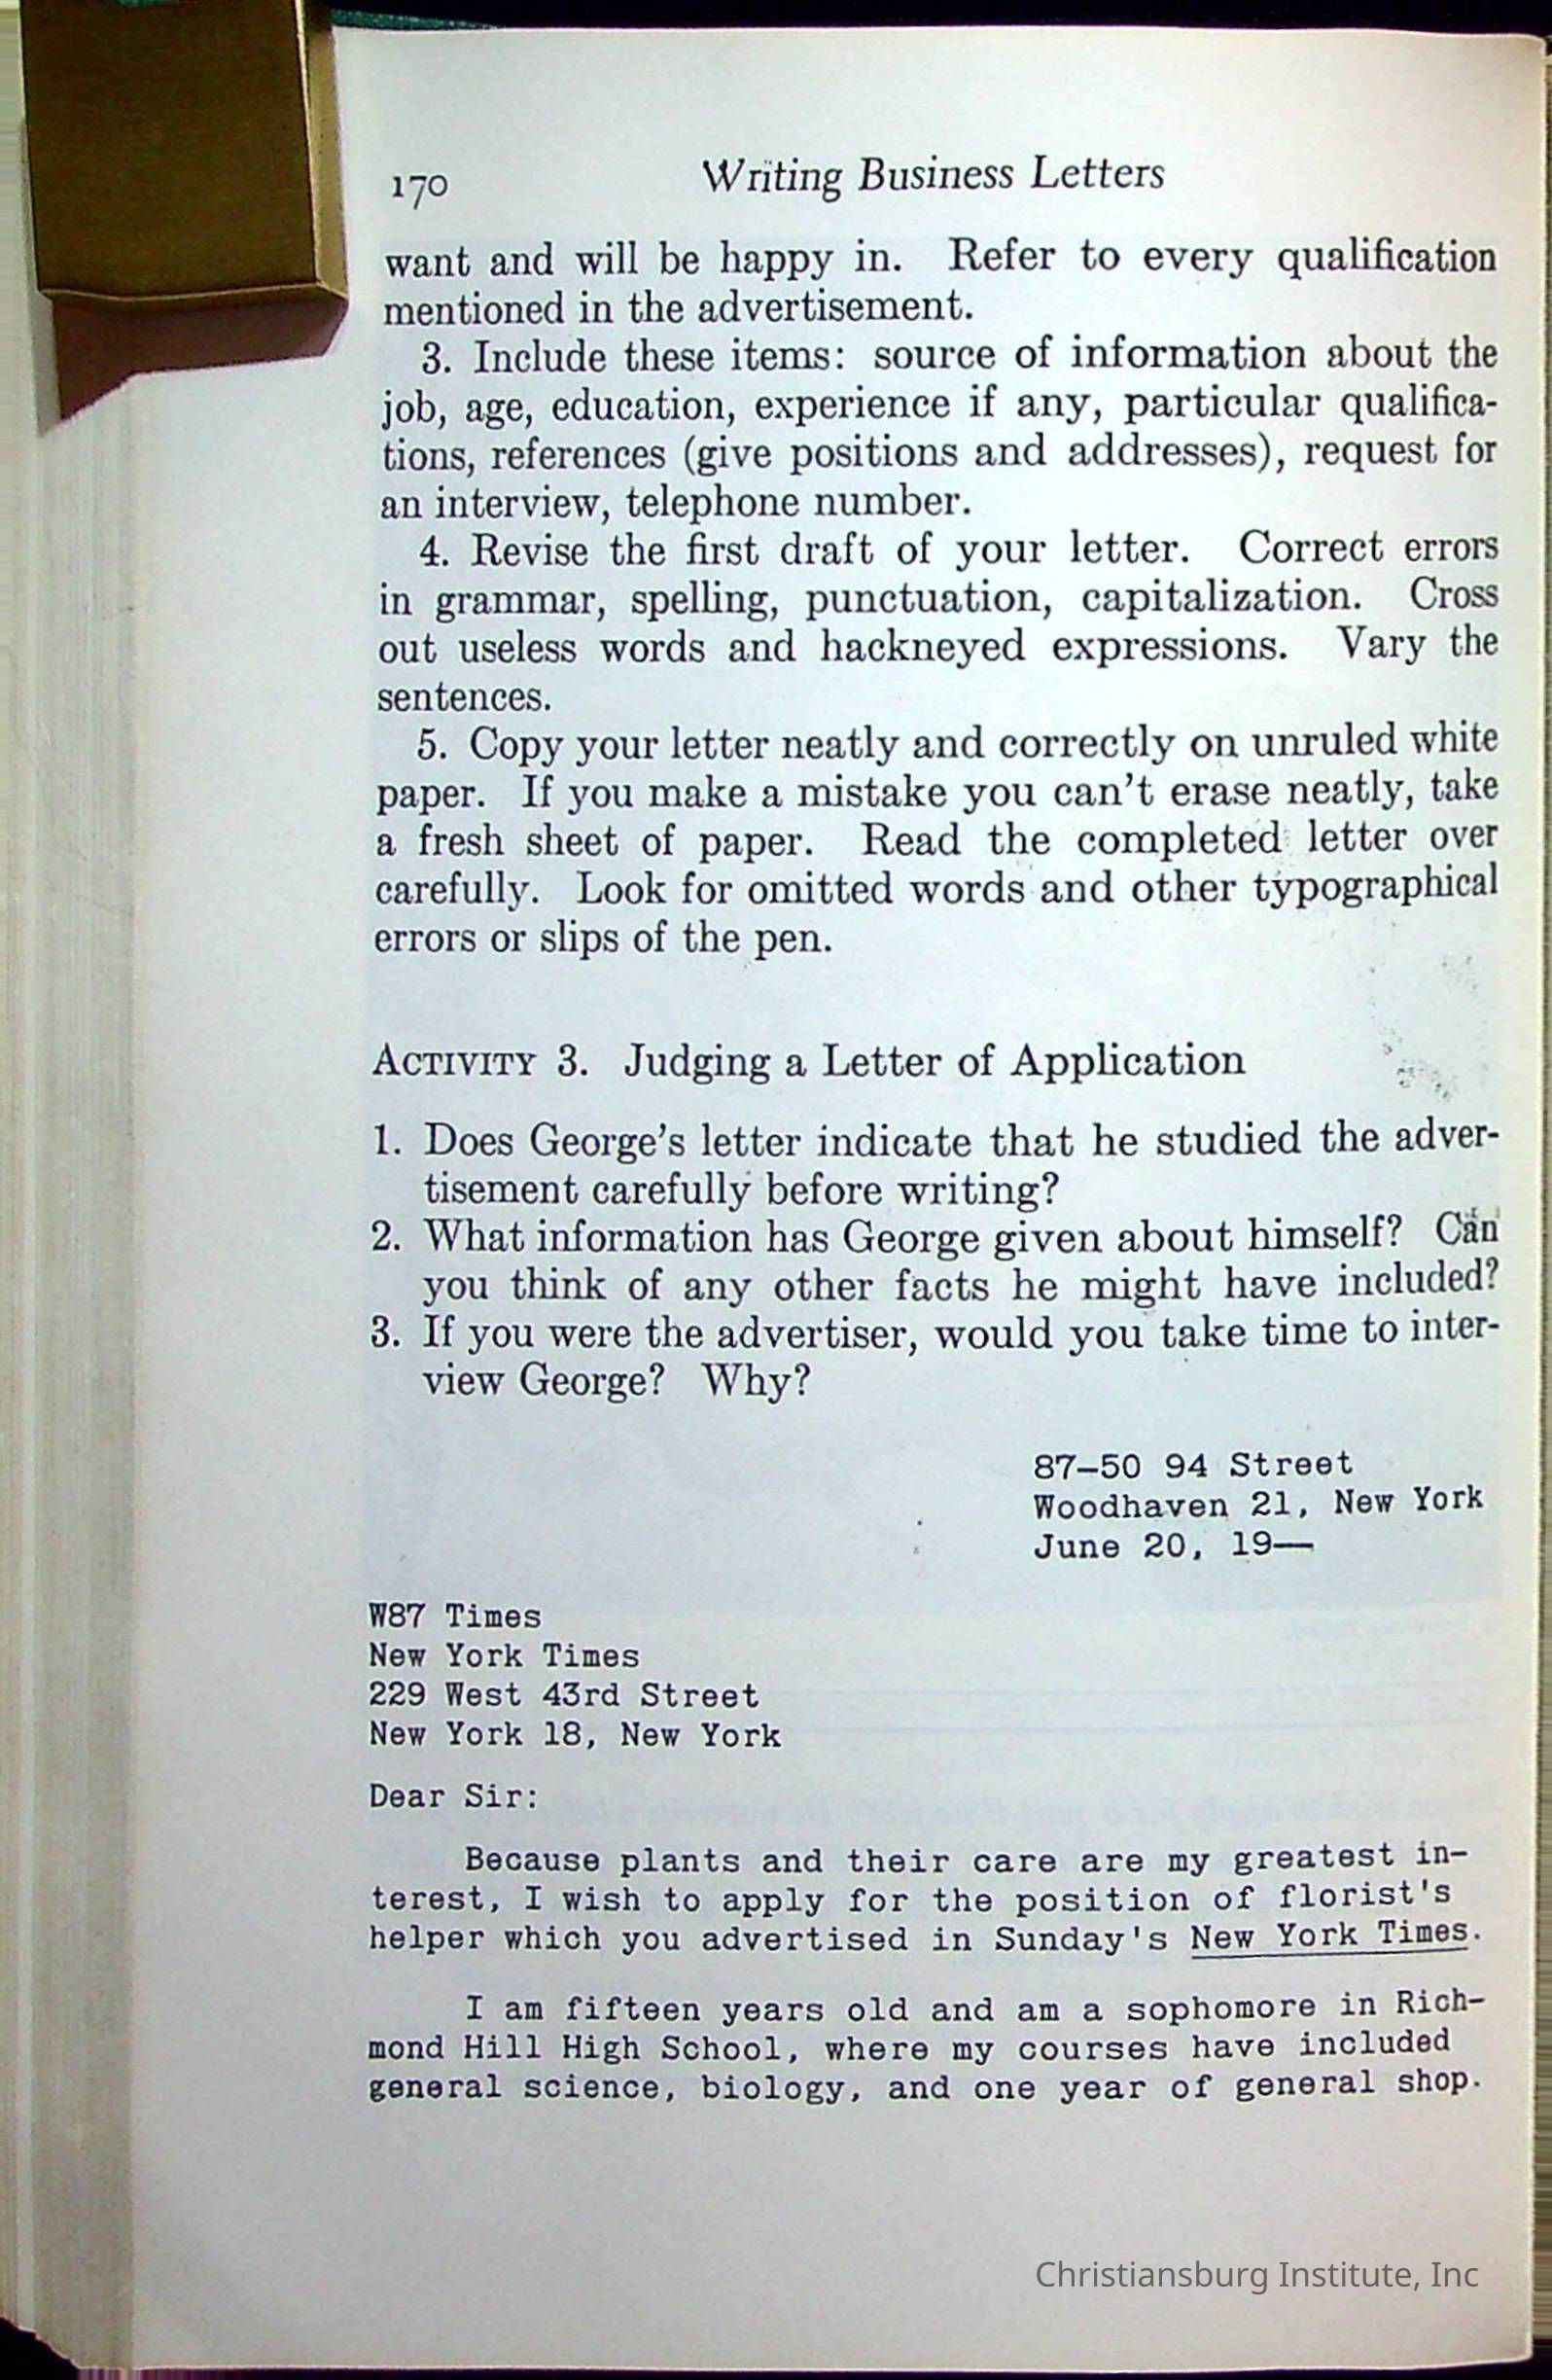 170 Writing Business Letters
want and will be happy in. Refer to every qualification
mentioned in the advertisement.
3. Include these items: source of information about the
job, age, education, experience if any, particular qualifica-
tions, references (give positions and addresses), request for
an interview, telephone number.
4. Revise the first draft of your letter. Correct errors
in grammar, spelling, punctuation, capitalization. Cross
out useless words and hackneyed expressions. Vary the
sentences.
5. Copy your letter neatly and correctly on unruled white
paper. If you make a mistake you can't erase neatly, take
a fresh sheet of paper. Read the completed letter over
carefully. Look for omitted words and other typographical
errors or slips of the pen.
ACTIVITY 3. Judging a Letter of Application
1. Does George's letter indicate that he studied the adver-
tisement carefully before writing?
2. What information has George given about himself? Can
you think of any other facts he might have included?
3. If you were the advertiser, would you take time to inter-
view George? Why?
87–50 94 Street
Woodhaven 21, New York
June 20, 19—
W87 Times
New York Times
229 West 43rd Street
New York 18, New York
Dear Sir:
Because plants and their care are my greatest in-
terest, I wish to apply for the position of florist's
helper which you advertised in Sunday's New York Times.
I am fifteen years old and am a sophomore in Rich-
mond Hill High School, where my courses have included
general science, biology, and one year of general shop.
Christiansburg Institute, Inc